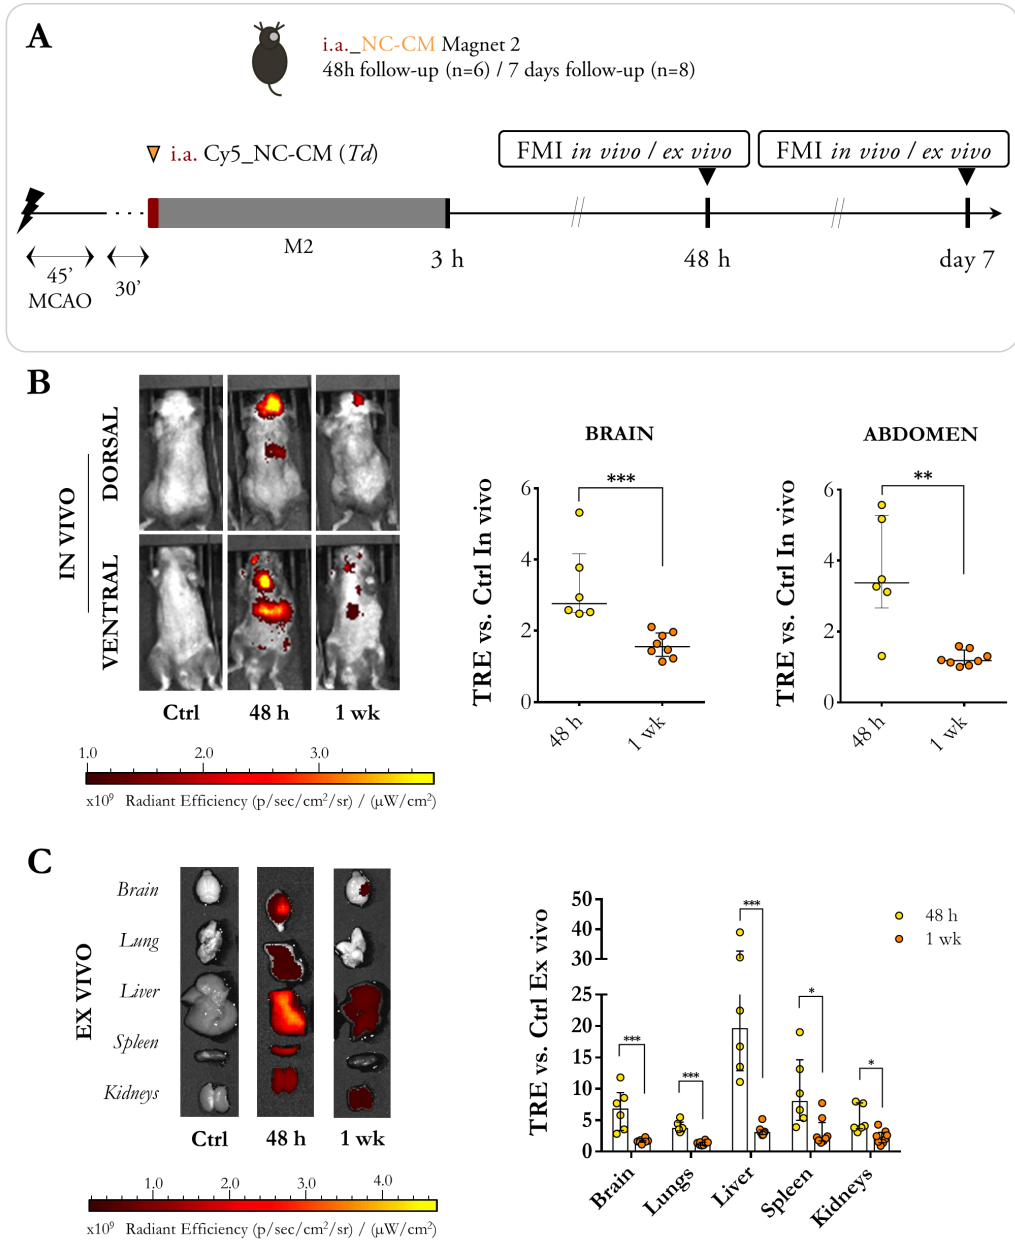 A
i.a._NC-CM Magnet 2
48h follow-up (n=6) / 7 days follow-up (n=8)
i.a. Cy5_NC-CM (Td)
FMI in vivo / ex vivo
FMI in vivo / ex vivo
M2
3 h
48 h
day 7
45'
MCAO
30'
B
IN VIVO
DORSAL
VENTRAL
Ctrl
48 h
1 wk
1.0
2.0
3.0
x10⁹ Radiant Efficiency (p/sec/cm²/sr) / (µW/cm²)
BRAIN
TRE vs. Ctrl In vivo
6
4
2
0
***
48 h
1 wk
ABDOMEN
TRE vs. Ctrl In vivo
6
4
2
0
**
48 h
1 wk
C
EX VIVO
Brain
Lung
Liver
Spleen
Kidneys
Ctrl
48 h
1 wk
1.0
2.0
3.0
4.0
x10⁹ Radiant Efficiency (p/sec/cm²/sr) / (µW/cm²)
TRE vs. Ctrl Ex vivo
50
40
30
25
20
15
10
5
0
***
***
***
*
*
48 h
1 wk
Brain
Lungs
Liver
Spleen
Kidneys